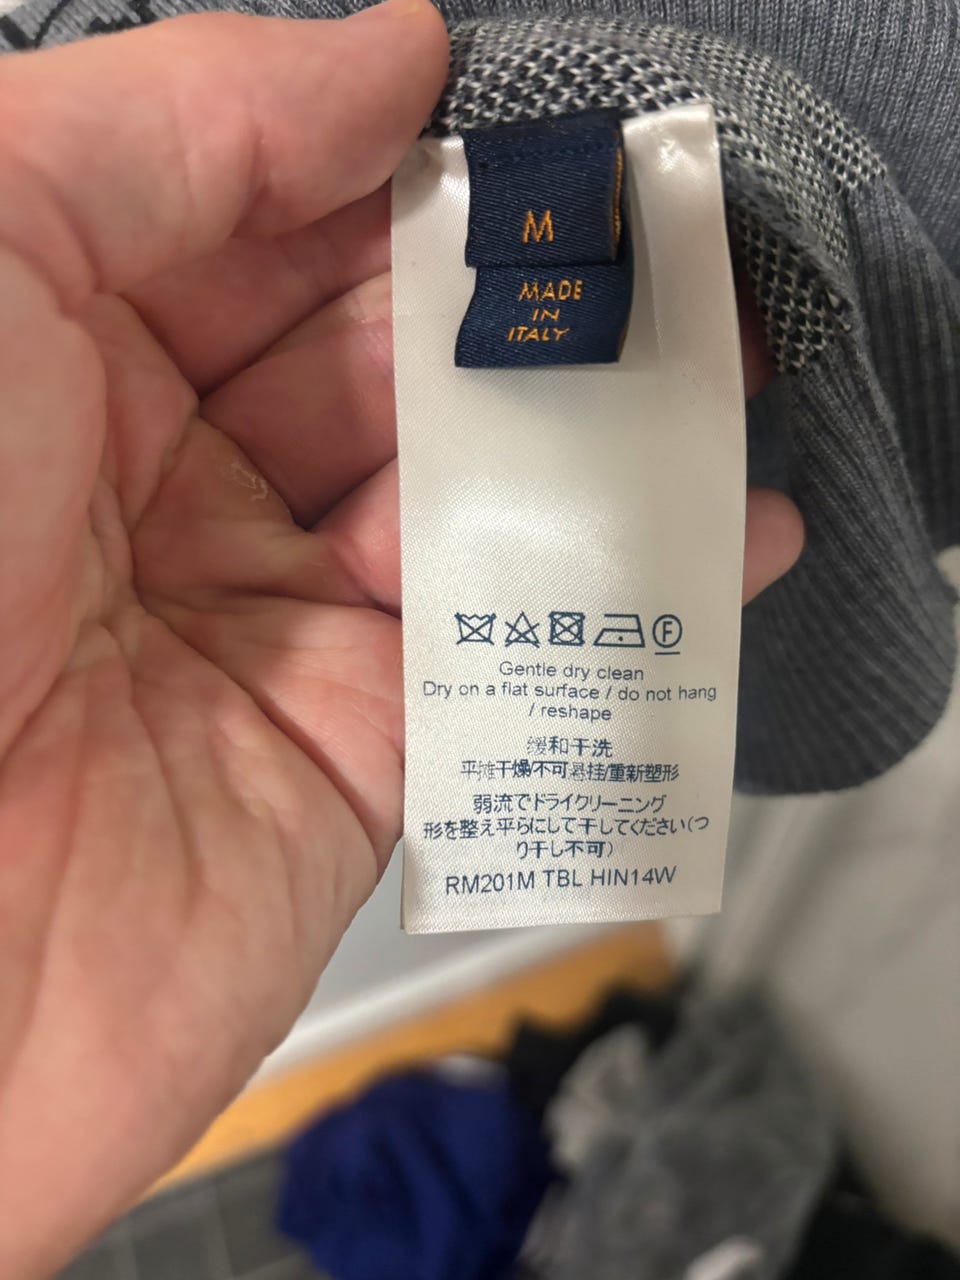 M
MADE
IN
ITALY
F
Gentle dry clean
Dry on a flat surface / do not hang
/ reshape
缓和干洗
平摊干燥/不可悬挂/重新塑形
弱流でドライクリーニング
形を整え平らにして干してください(つ
り干し不可)
RM201M TBL HIN14W